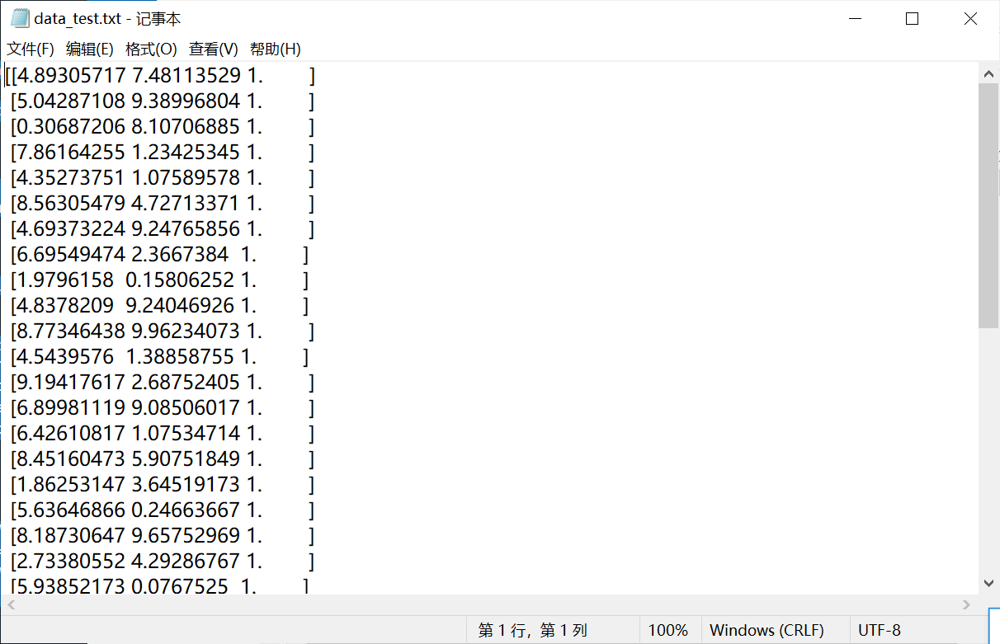 data_test.txt - 记事本
文件(F) 编辑(E) 格式(O) 查看(V) 帮助(H)
[[4.89305717 7.48113529 1.        ]
[5.04287108 9.38996804 1.        ]
[0.30687206 8.10706885 1.        ]
[7.86164255 1.23425345 1.        ]
[4.35273751 1.07589578 1.        ]
[8.56305479 4.72713371 1.        ]
[4.69373224 9.24765856 1.        ]
[6.69549474 2.3667384  1.        ]
[1.9796158  0.15806252 1.        ]
[4.8378209  9.24046926 1.        ]
[8.77346438 9.96234073 1.        ]
[4.5439576  1.38858755 1.        ]
[9.19417617 2.68752405 1.        ]
[6.89981119 9.08506017 1.        ]
[6.42610817 1.07534714 1.        ]
[8.45160473 5.90751849 1.        ]
[1.86253147 3.64519173 1.        ]
[5.63646866 0.24663667 1.        ]
[8.18730647 9.65752969 1.        ]
[2.73380552 4.29286767 1.        ]
[5.93852173 0.0767525  1.        ]
第 1 行，第 1 列 100% Windows (CRLF) UTF-8